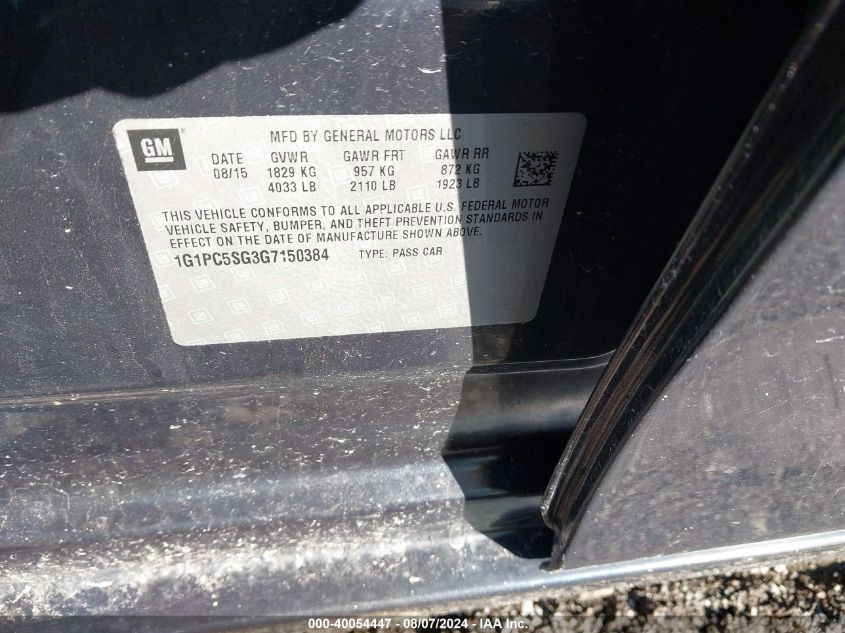 GM
MFD BY GENERAL MOTORS LLC
DATE GVWR GAWR FRT GAWR RR
08/15 1829 KG 957 KG 872 KG
4033 LB 2110 LB 1923 LB
THIS VEHICLE CONFORMS TO ALL APPLICABLE U.S. FEDERAL MOTOR
VEHICLE SAFETY, BUMPER, AND THEFT PREVENTION STANDARDS IN
EFFECT ON THE DATE OF MANUFACTURE SHOWN ABOVE.
1G1PC5SG3G7150384 TYPE: PASS CAR
000-40054447 - 08/07/2024 - IAA Inc.